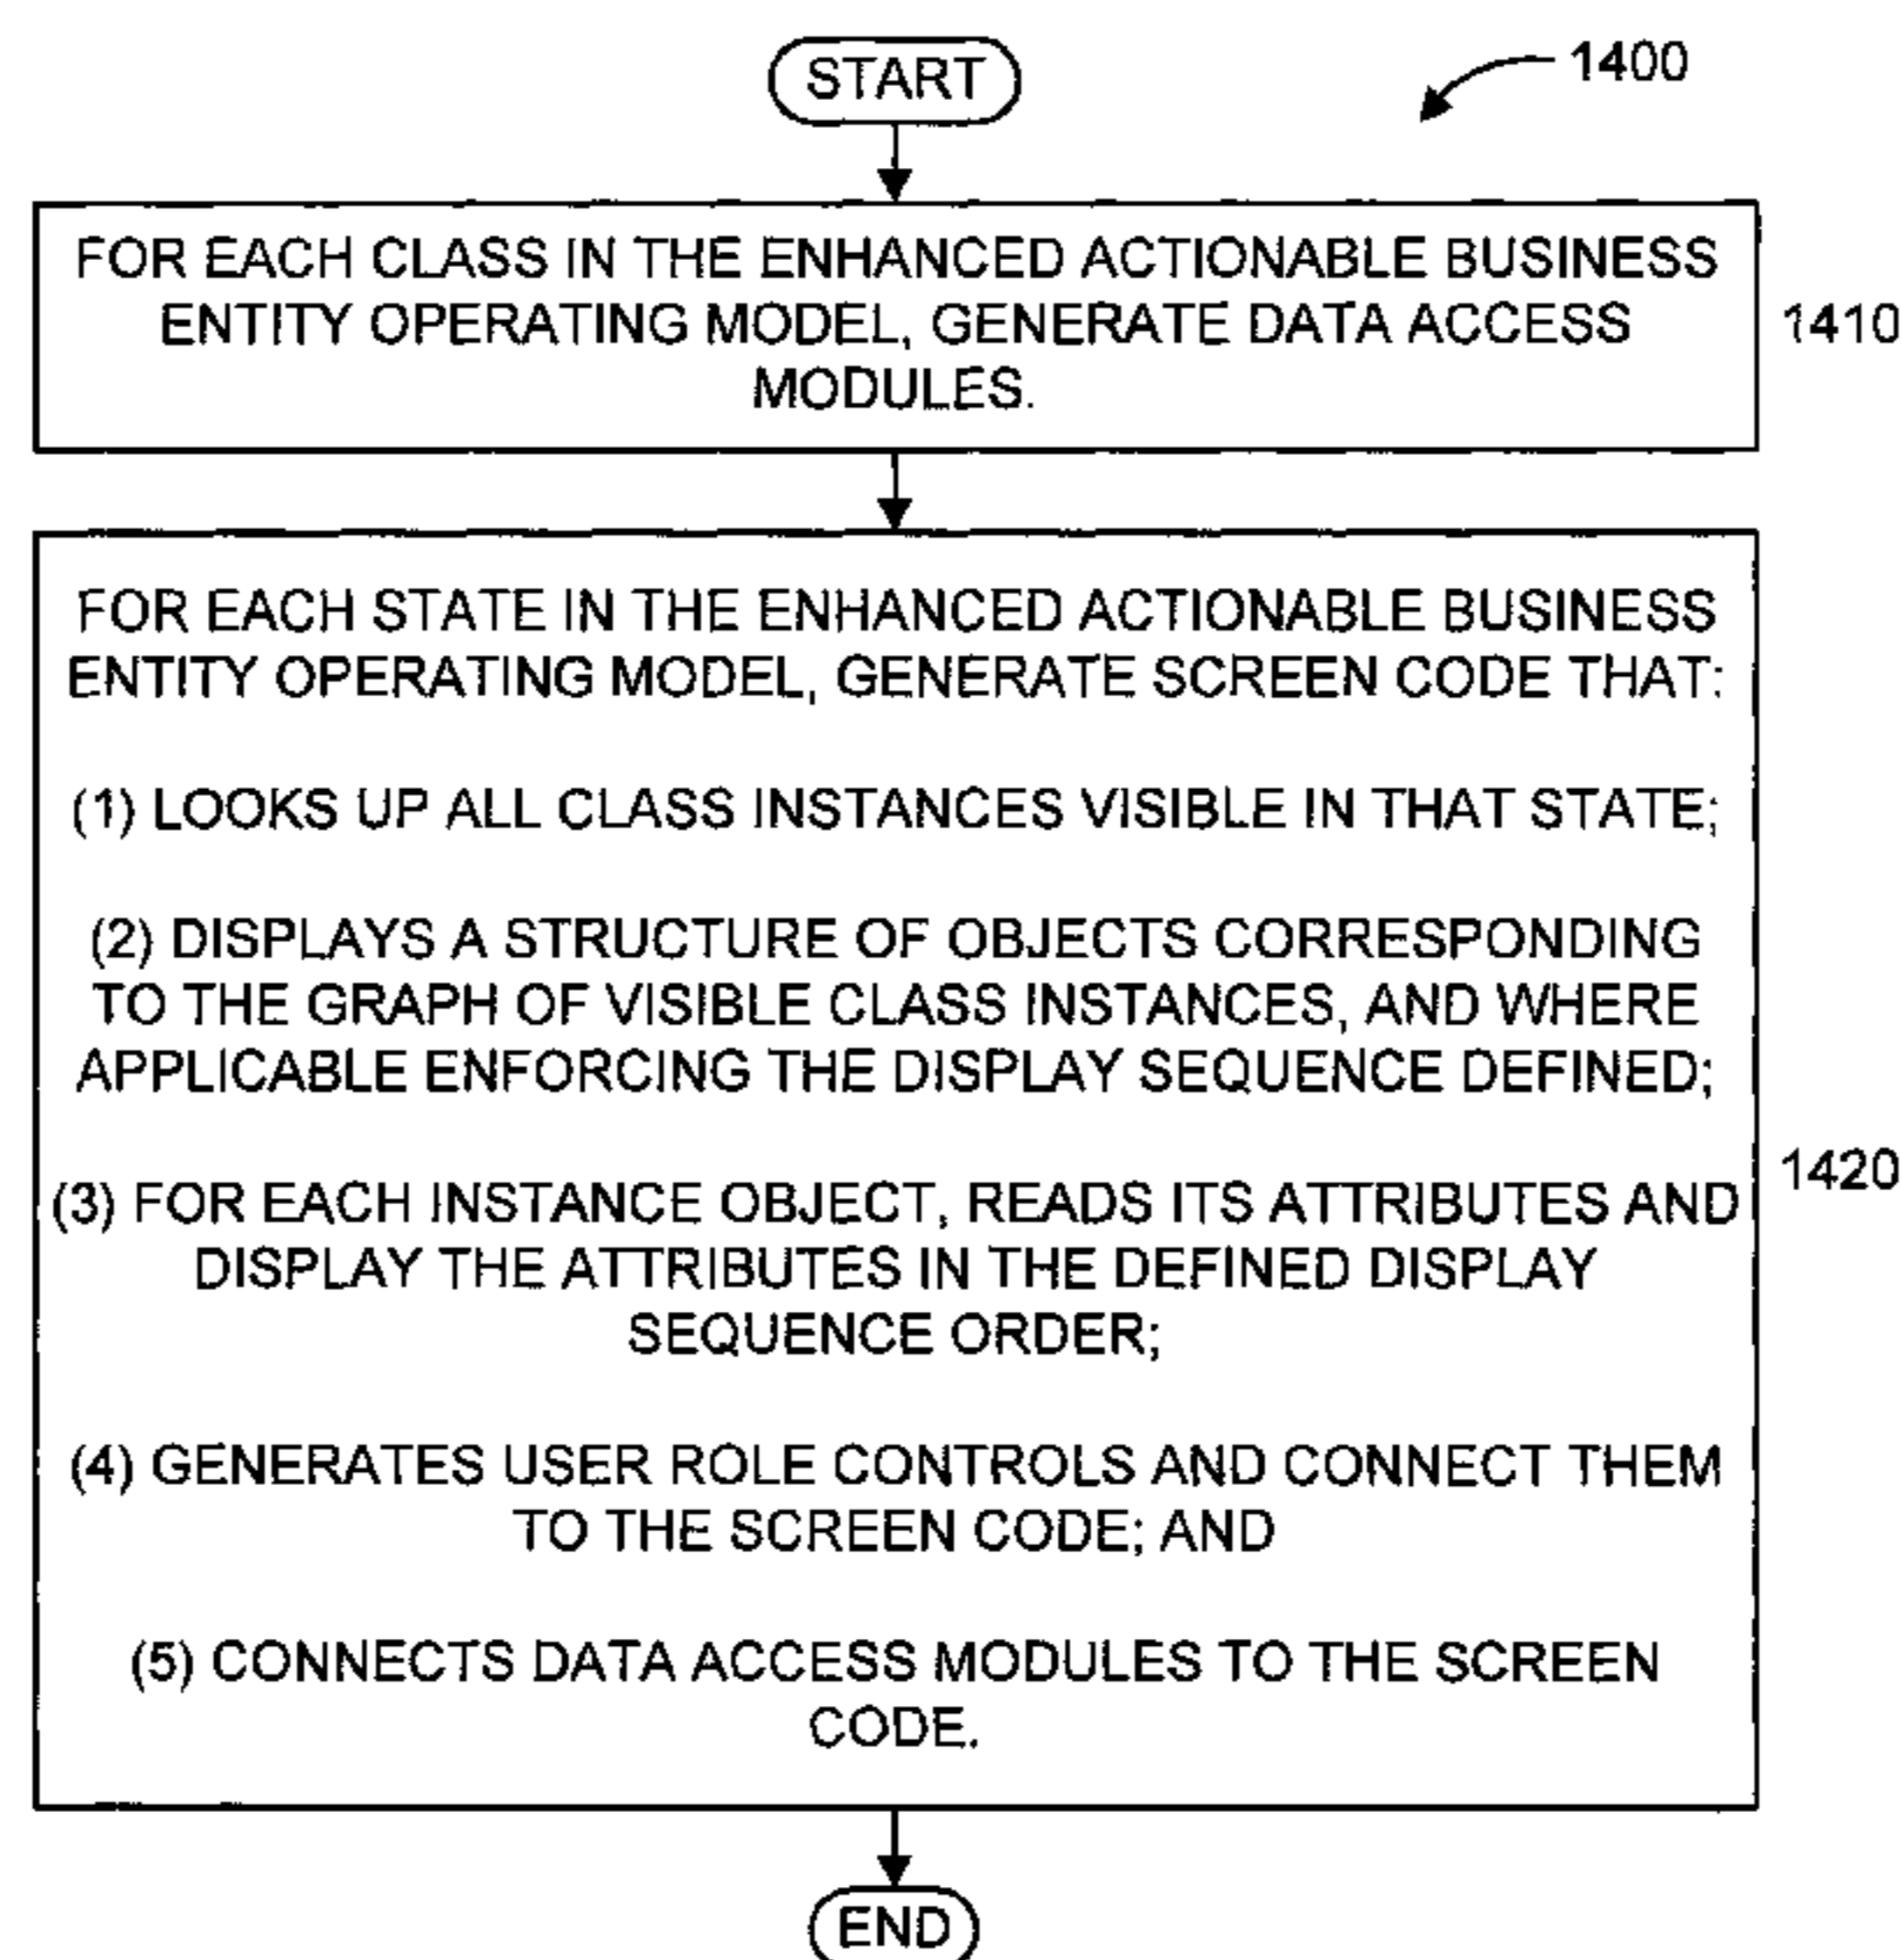 START
1400
FOR EACH CLASS IN THE ENHANCED ACTIONABLE BUSINESS
ENTITY OPERATING MODEL, GENERATE DATA ACCESS
MODULES.
1410
FOR EACH STATE IN THE ENHANCED ACTIONABLE BUSINESS
ENTITY OPERATING MODEL, GENERATE SCREEN CODE THAT:
(1) LOOKS UP ALL CLASS INSTANCES VISIBLE IN THAT STATE;
(2) DISPLAYS A STRUCTURE OF OBJECTS CORRESPONDING
TO THE GRAPH OF VISIBLE CLASS INSTANCES, AND WHERE
APPLICABLE ENFORCING THE DISPLAY SEQUENCE DEFINED;
1420
(3) FOR EACH INSTANCE OBJECT, READS ITS ATTRIBUTES AND
DISPLAY THE ATTRIBUTES IN THE DEFINED DISPLAY
SEQUENCE ORDER;
(4) GENERATES USER ROLE CONTROLS AND CONNECT THEM
TO THE SCREEN CODE; AND
(5) CONNECTS DATA ACCESS MODULES TO THE SCREEN
CODE.
END